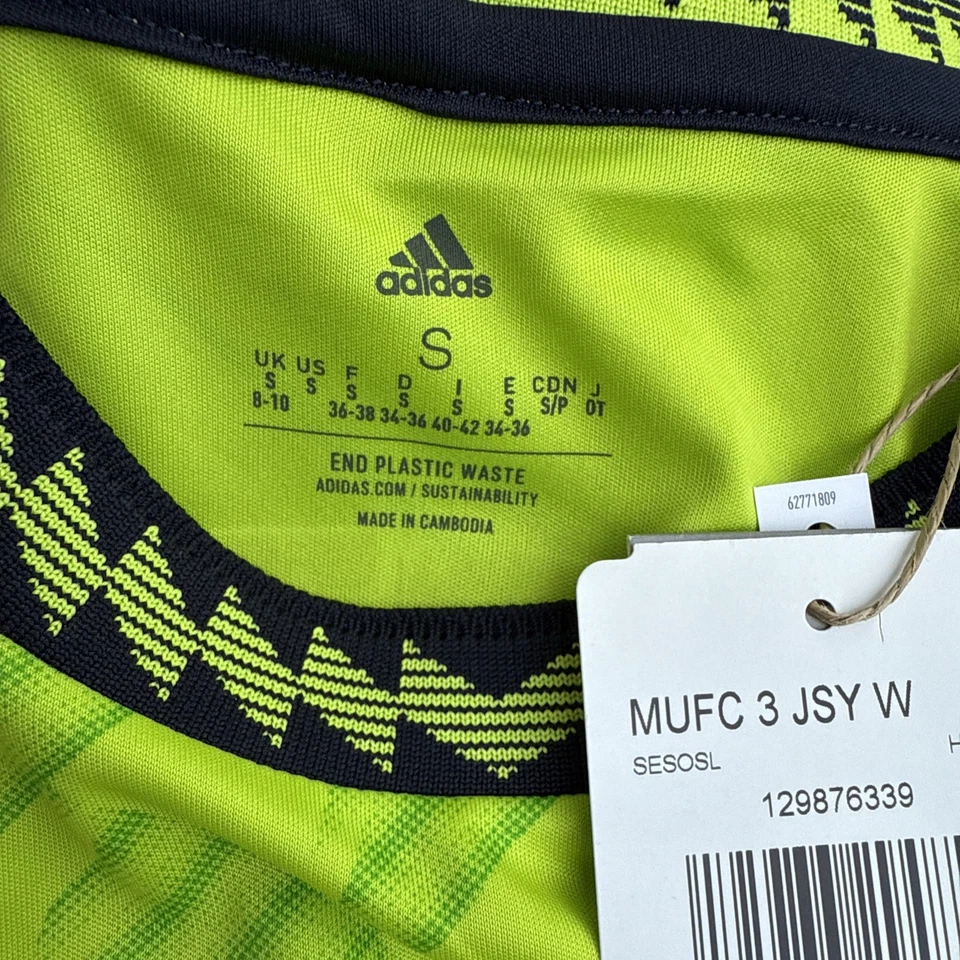 adidas
S
UK US F D I E CDN J
S S S S S S S/P OT
8-10 36-38 34-36 40-42 34-36
END PLASTIC WASTE
ADIDAS.COM / SUSTAINABILITY
MADE IN CAMBODIA
62771809
MUFC 3 JSY W
SESOSL H
129876339